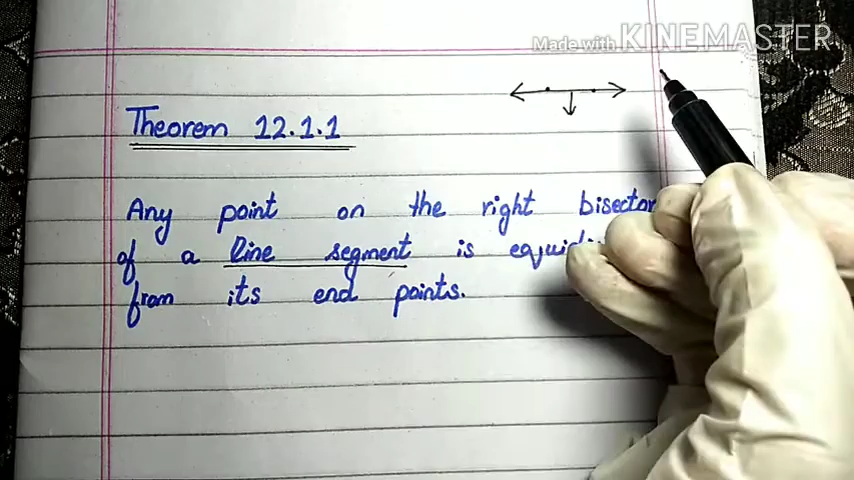 Made with KINEMASTER
Theorem 12.1.1
Any point on the right bisector
of a line segment is
from its end points.